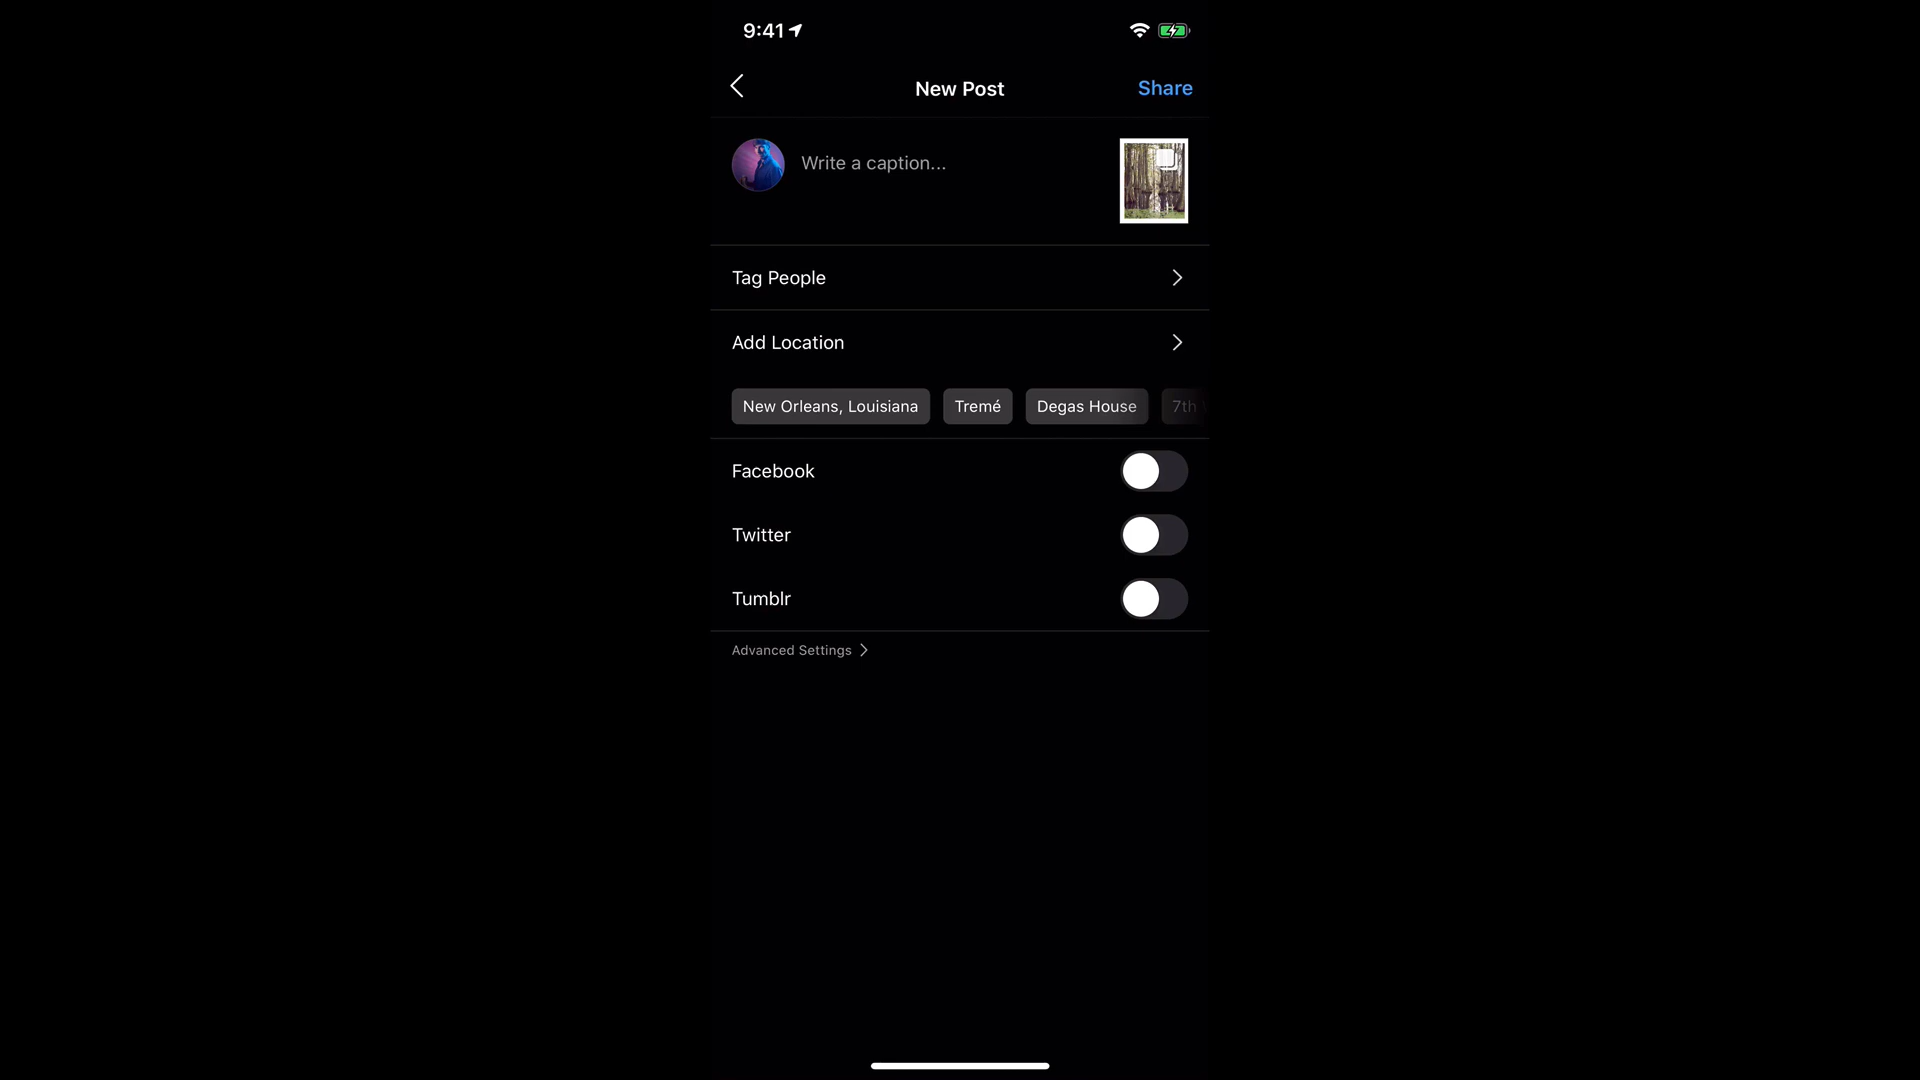 9:41
New Post
Share
Write a caption...
Tag People
Add Location
New Orleans, Louisiana
Tremé
Degas House
7th
Facebook
Twitter
Tumblr
Advanced Settings